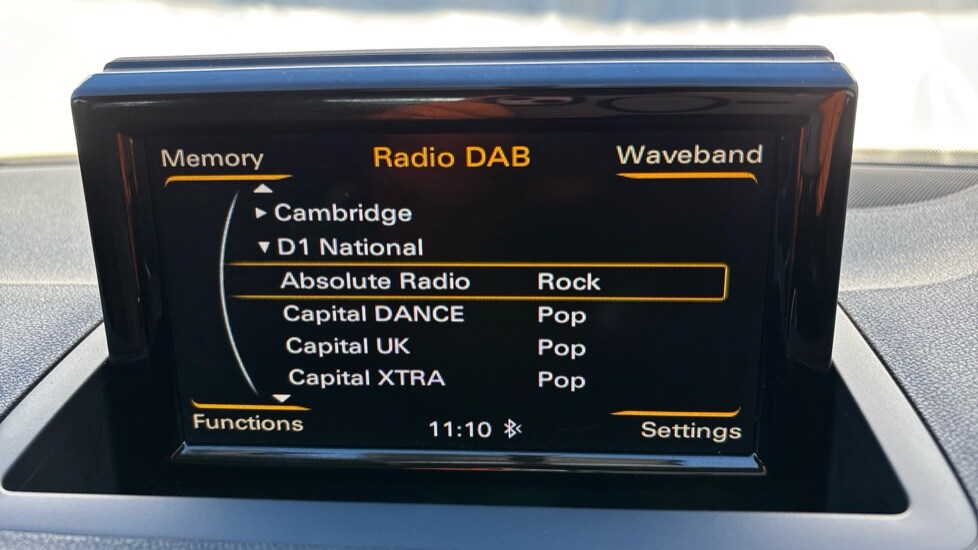 Memory Radio DAB Waveband
Cambridge
D1 National
Absolute Radio Rock
Capital DANCE Pop
Capital UK Pop
Capital XTRA Pop
Functions 11:10 Settings